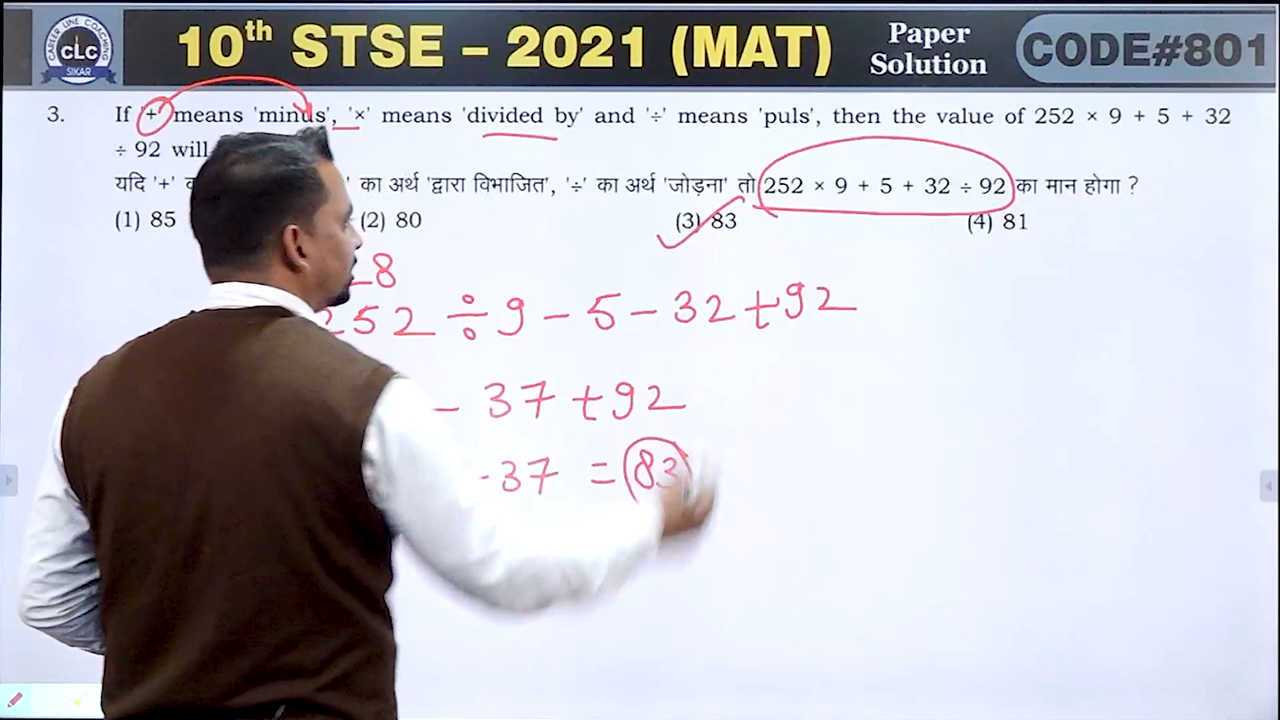 CAREER LINE COACHING
CLC
SIKAR
10th STSE – 2021 (MAT)
Paper
Solution
CODE#801
3. If '+' means 'minus', '×' means 'divided by' and '÷' means 'puls', then the value of 252 × 9 + 5 + 32
÷ 92 will
यदि '+' का अर्थ 'द्वारा विभाजित', '÷' का अर्थ 'जोड़ना' तो 252 × 9 + 5 + 32 ÷ 92 का मान होगा ?
(1) 85 (2) 80 (3) 83 (4) 81
28
252 ÷ 9 - 5 - 32 + 92
- 37 + 92
- 37 = 83